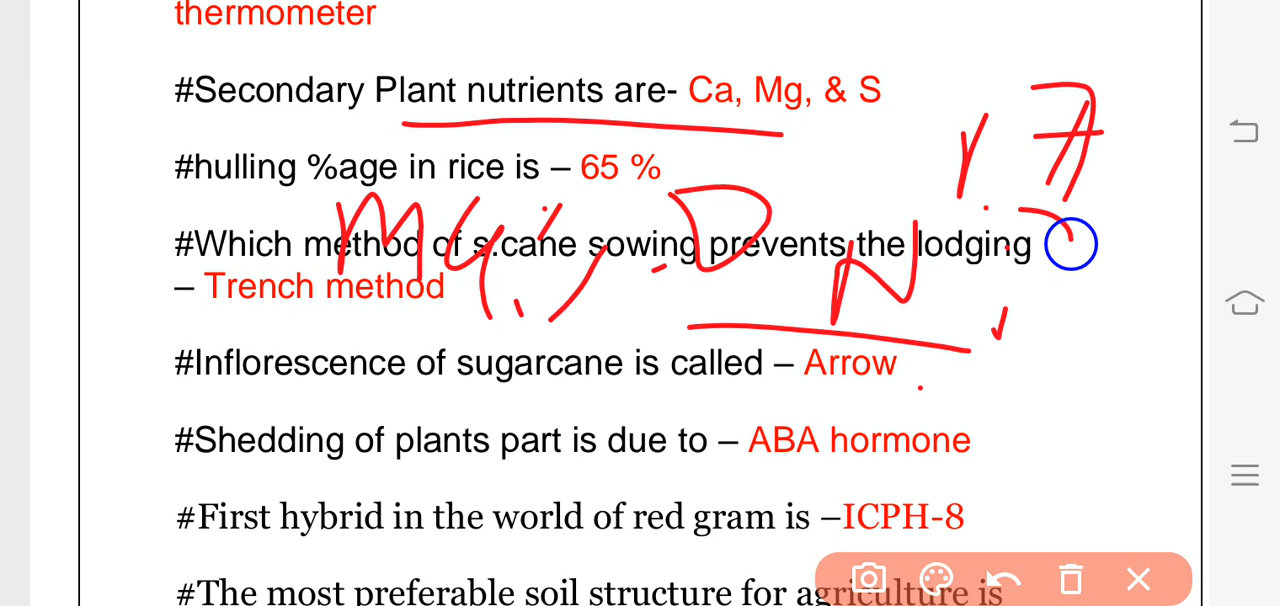 thermometer
#Secondary Plant nutrients are- Ca, Mg, & S
#hulling %age in rice is – 65 %
#Which method of s.cane sowing prevents the lodging
– Trench method
#Inflorescence of sugarcane is called – Arrow
#Shedding of plants part is due to – ABA hormone
#First hybrid in the world of red gram is –ICPH-8
#The most preferable soil structure for agriculture is